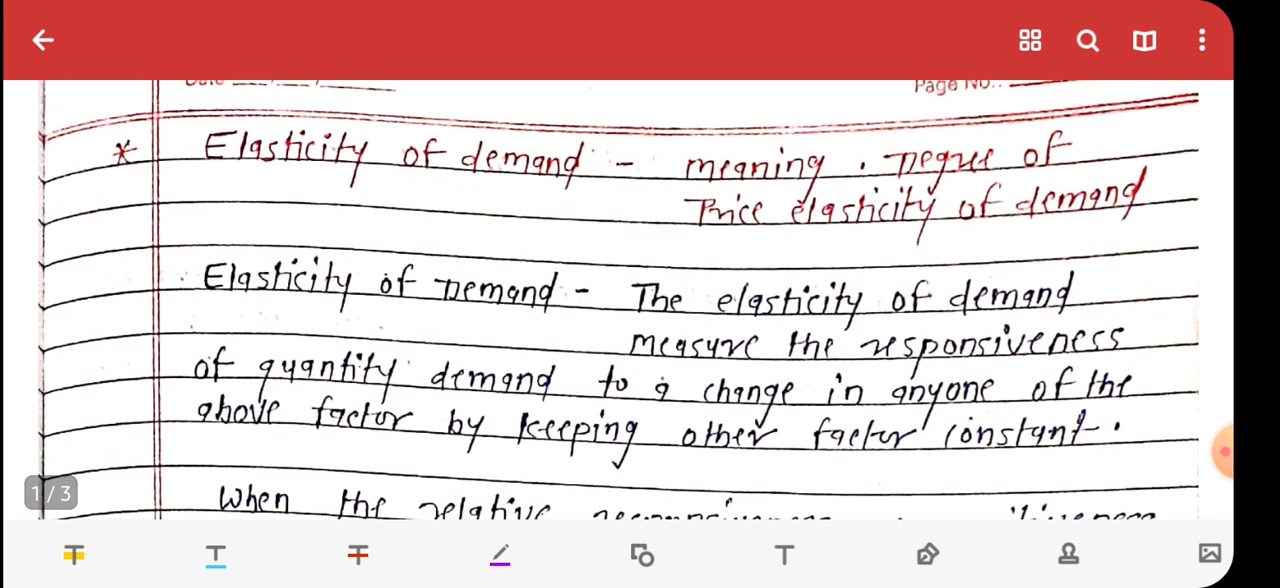 Page No..
* Elasticity of demand - meaning . Degree of
Price elasticity of demand
Elasticity of Demand - The elasticity of demand
measure the responsiveness
of quantity demand to a change in anyone of the
above factor by keeping other factor constant.
1 / 3
When the relative
T T T T